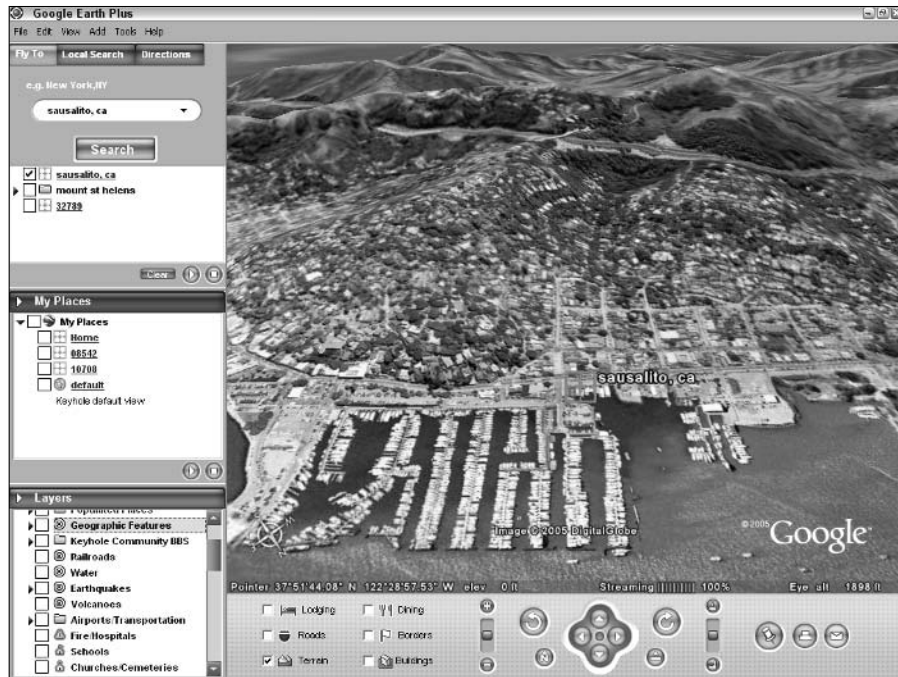 Google Earth Plus
File Edit View Add Tools Help
Fly To Local Search Directions
e.g. New York,NY
sausalito, ca
Search
sausalito, ca
mount st helens
32789
Clear
My Places
My Places
Home
08542
10708
default
Keyhole default view
Layers
Populated Places
Geographic Features
Keyhole Community BBS
Railroads
Water
Earthquakes
Volcanoes
Airports/Transportation
Fire/Hospitals
Schools
Churches/Cemeteries
sausalito, ca
Image © 2005 DigitalGlobe
© 2005 Google
Pointer 37°51'44.08" N 122°28'57.53" W elev 0 ft Streaming |||||||||| 100% Eye alt 1898 ft
Lodging Dining
Roads Borders
Terrain Buildings
N